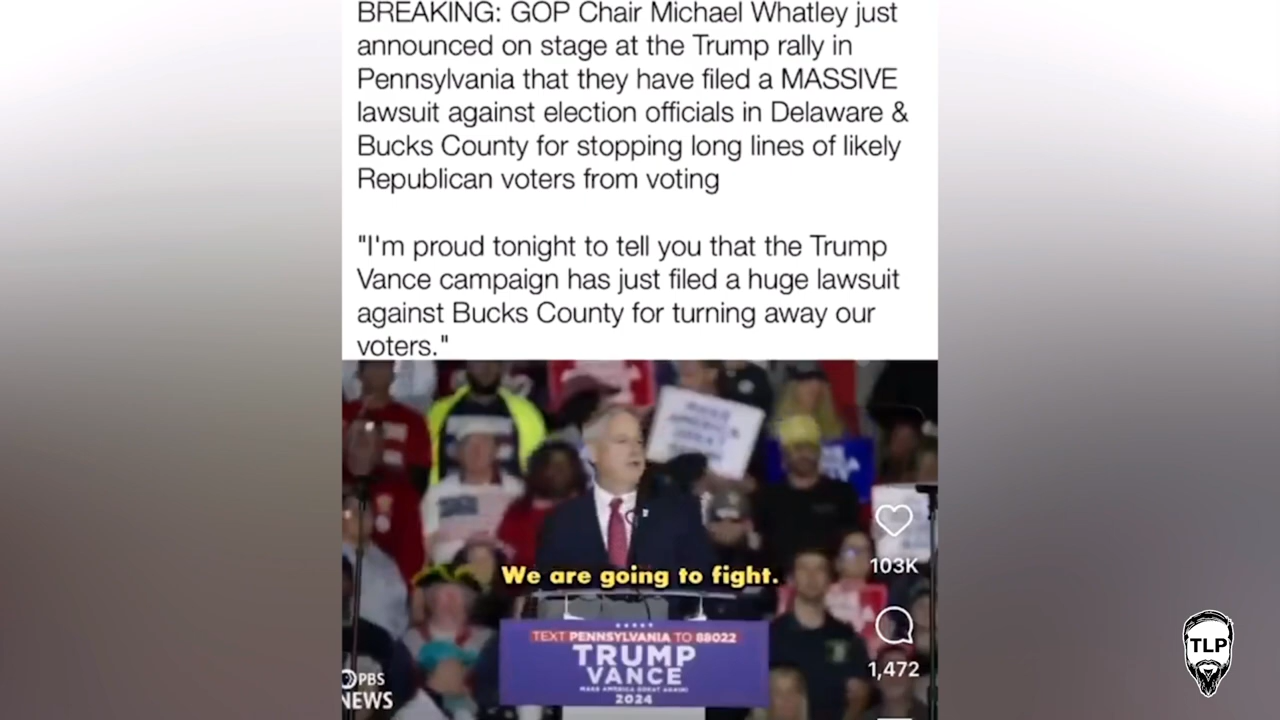 BREAKING: GOP Chair Michael Whatley just
announced on stage at the Trump rally in
Pennsylvania that they have filed a MASSIVE
lawsuit against election officials in Delaware &
Bucks County for stopping long lines of likely
Republican voters from voting
"I'm proud tonight to tell you that the Trump
Vance campaign has just filed a huge lawsuit
against Bucks County for turning away our
voters."
103K
We are going to fight.
TEXT PENNSYLVANIA TO 88022
TRUMP
VANCE
MAKE AMERICA GREAT AGAIN!
2024
1,472
PBS
NEWS
TLP